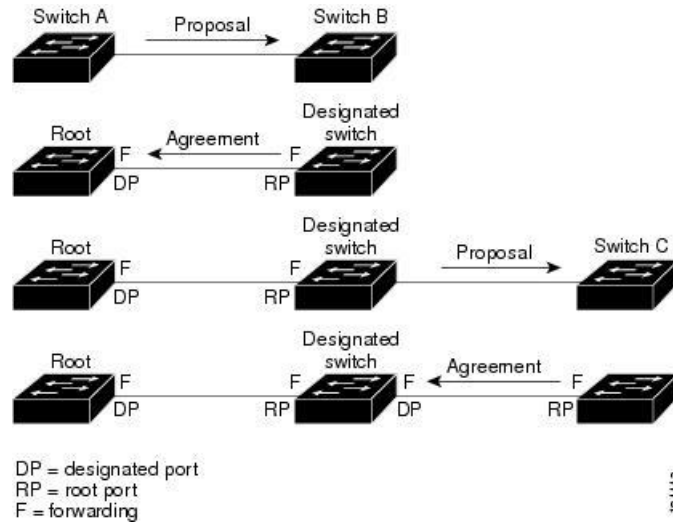 Switch A
Proposal
Switch B
Root
F
Agreement
F
Designated
switch
DP
RP
Root
F
F
Designated
switch
Proposal
Switch C
DP
RP
Root
F
F
Designated
switch
F
Agreement
F
DP
RP
DP
RP
DP = designated port
RP = root port
F = forwarding